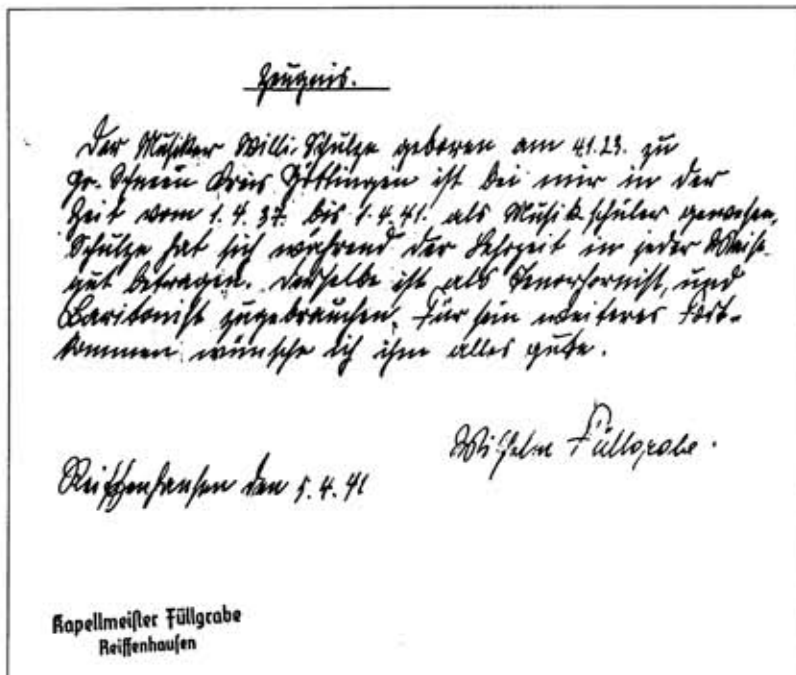 Zeugnis.
Der Musiker Willi Schulze geboren am 4.1.23. zu
Gr. Schneen Kreis Göttingen ist bei mir in der
Zeit vom 1.4.37. bis 1.4.41. als Musikschüler gewesen,
Schulze hat sich während der Lehrzeit in jeder Weise
gut betragen. Derselbe ist als Tenorhornist, und
Baritonist zugebrauchen. Für sein weiteres Fort-
kommen wünsche ich ihm alles gute.
Wilhelm Füllgrabe.
Reiffenhausen den 5.4.41
Kapellmeister Füllgrabe
Reiffenhausen